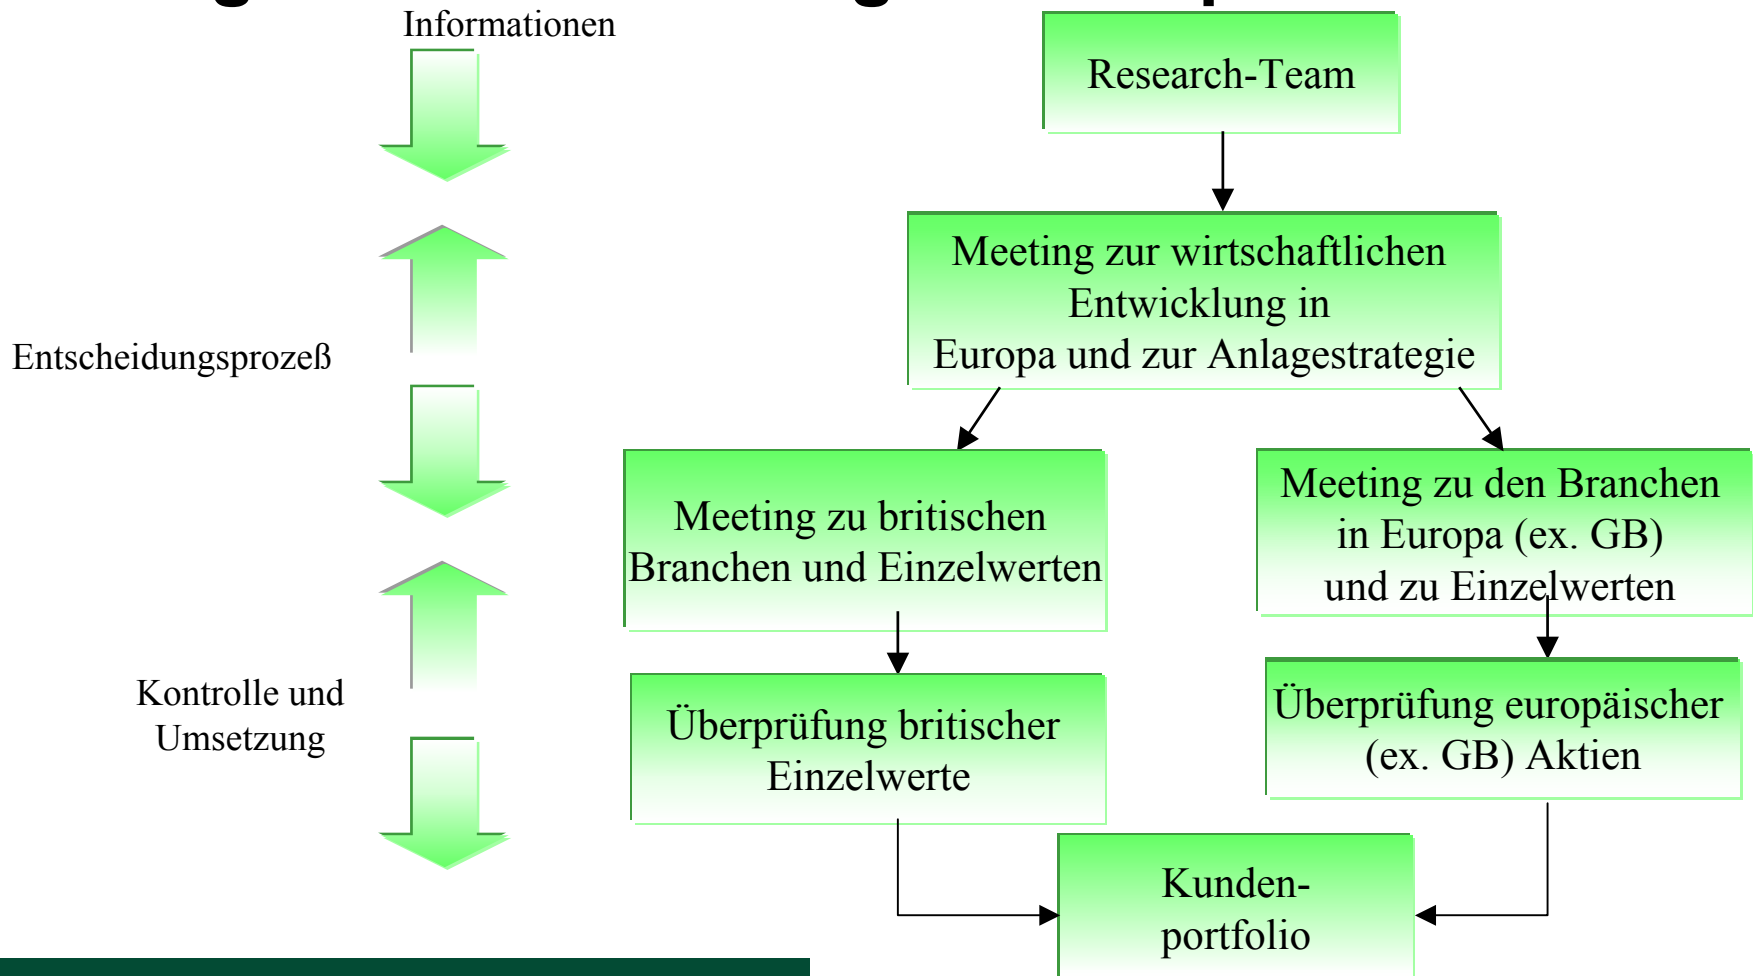 Informationen
Research-Team
Meeting zur wirtschaftlichen
Entwicklung in
Europa und zur Anlagestrategie
Entscheidungsprozeß
Meeting zu britischen
Branchen und Einzelwerten
Meeting zu den Branchen
in Europa (ex. GB)
und zu Einzelwerten
Kontrolle und
Umsetzung
Überprüfung britischer
Einzelwerte
Überprüfung europäischer
(ex. GB) Aktien
Kunden-
portfolio